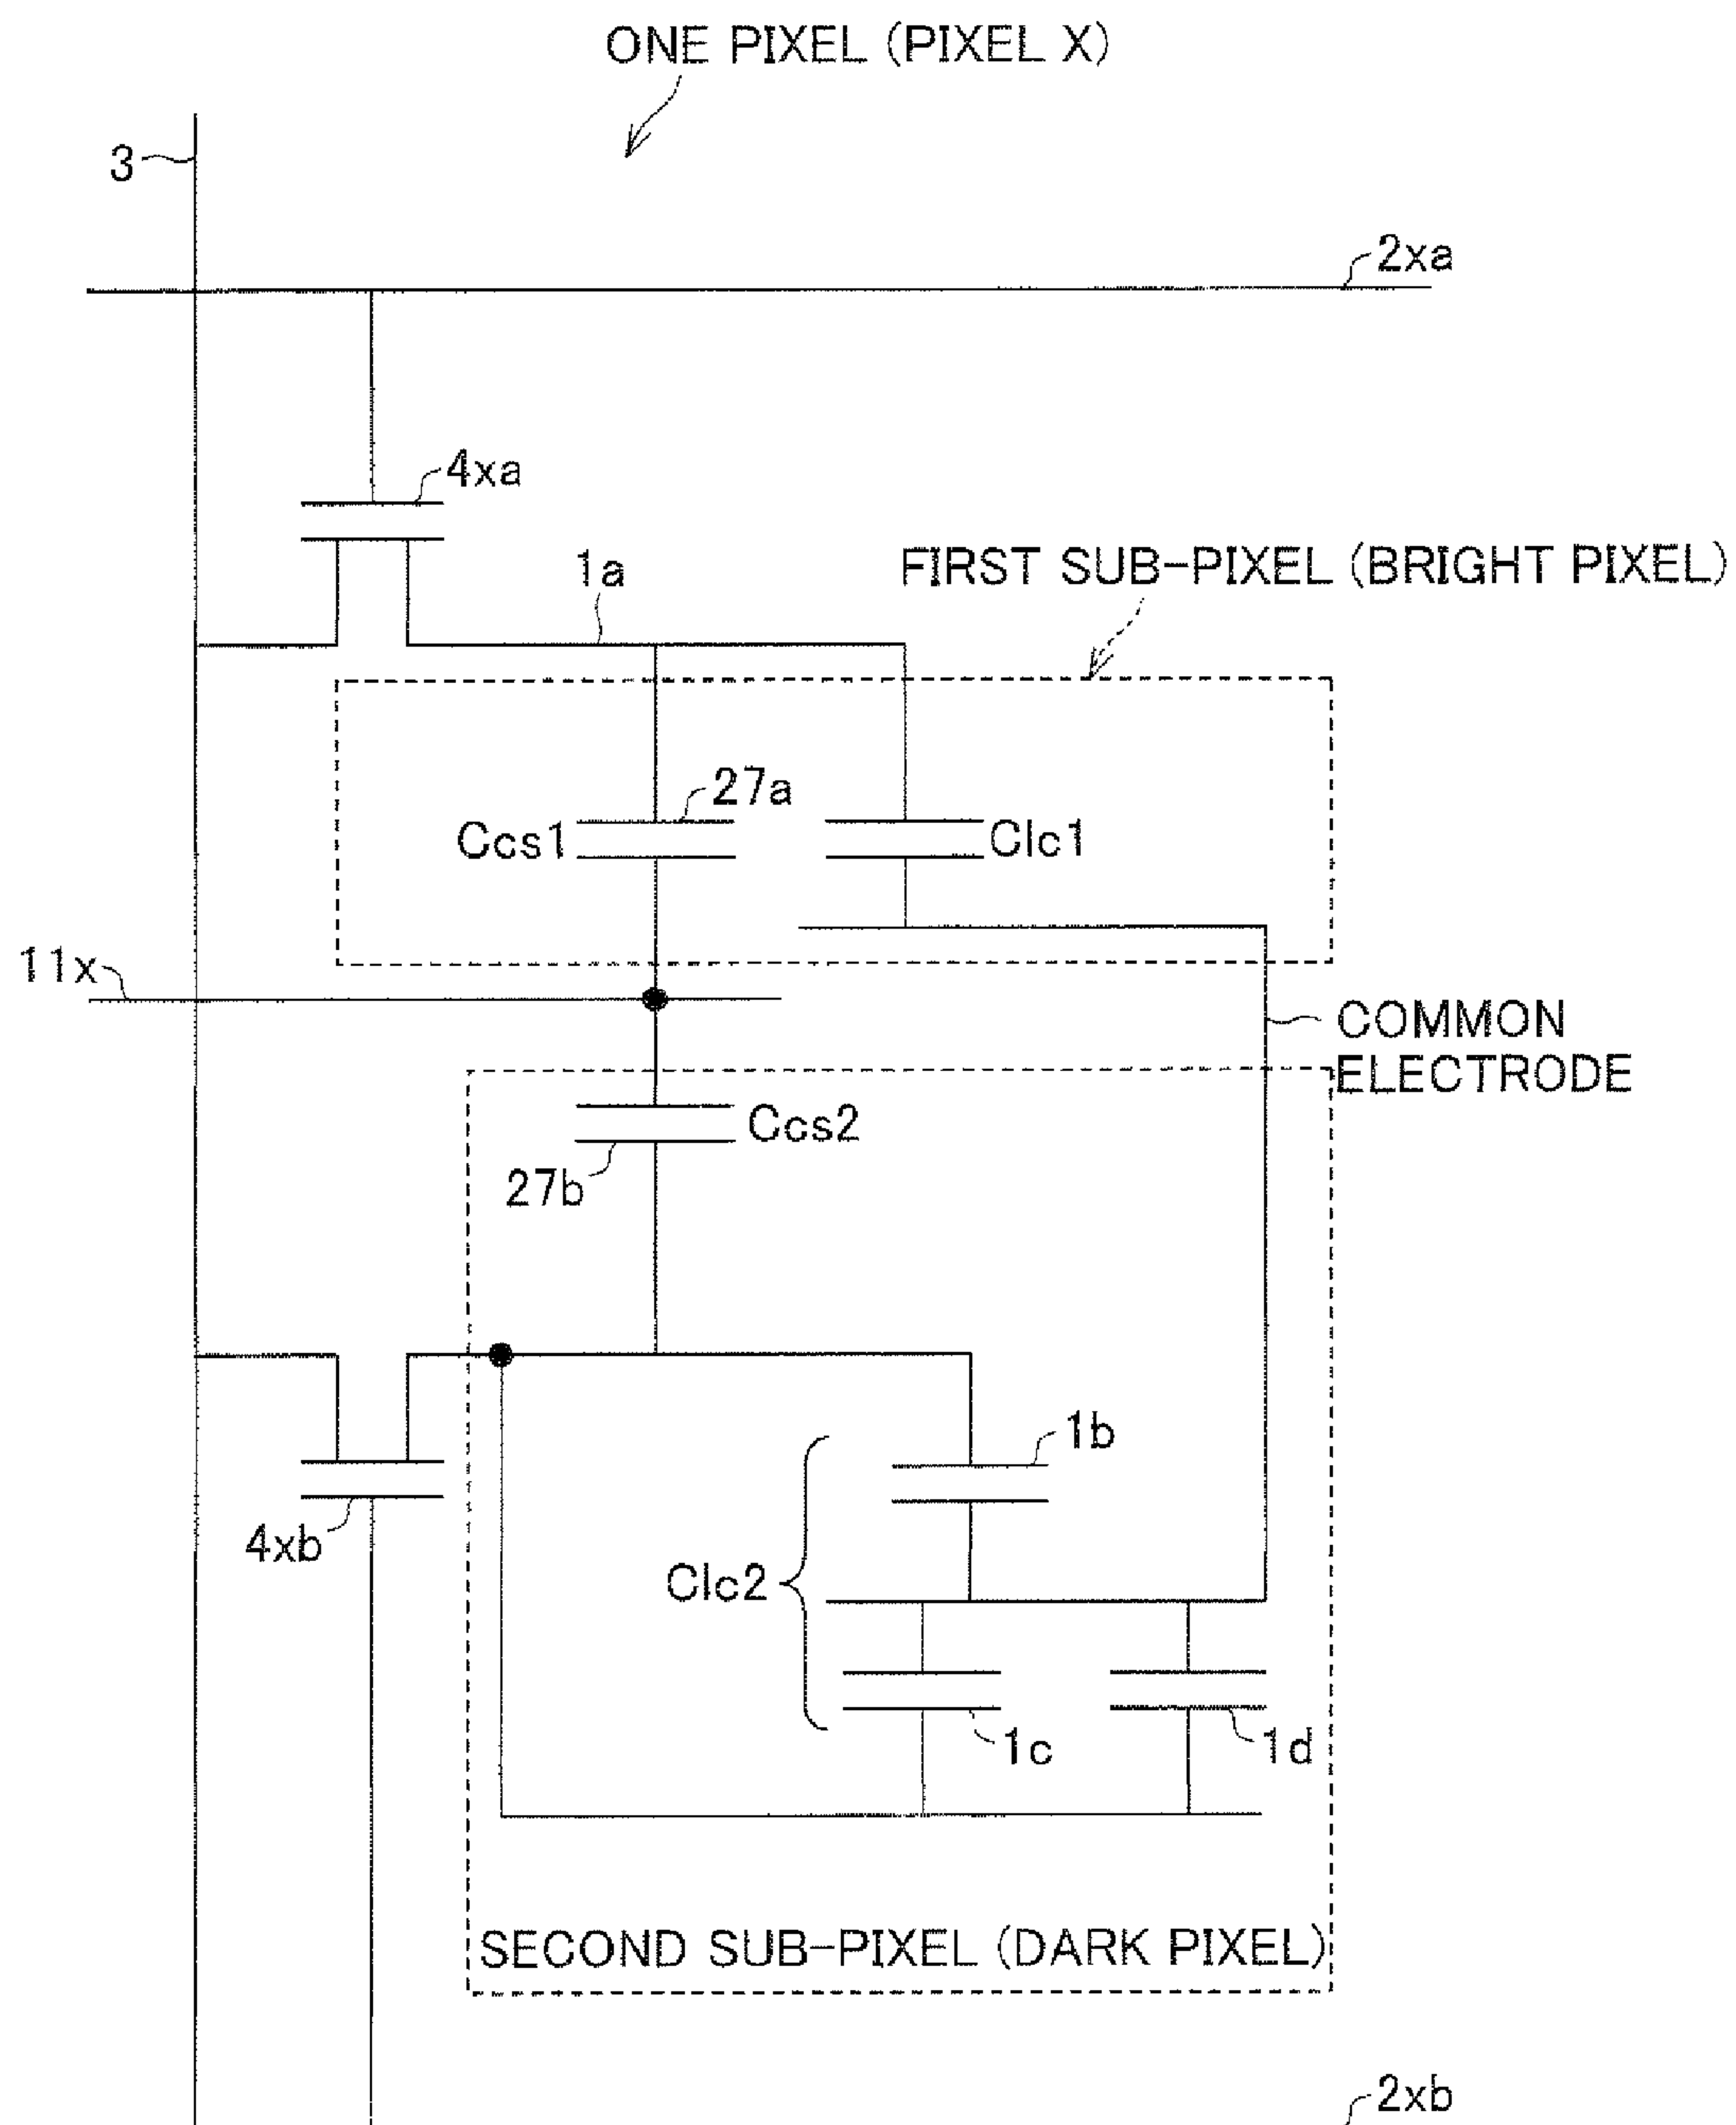 ONE PIXEL (PIXEL X)
3
2xa
4xa
1a
FIRST SUB-PIXEL (BRIGHT PIXEL)
27a
Ccs1
Clc1
11x
COMMON
ELECTRODE
Ccs2
27b
1b
4xb
Clc2
1c
1d
SECOND SUB-PIXEL (DARK PIXEL)
2xb